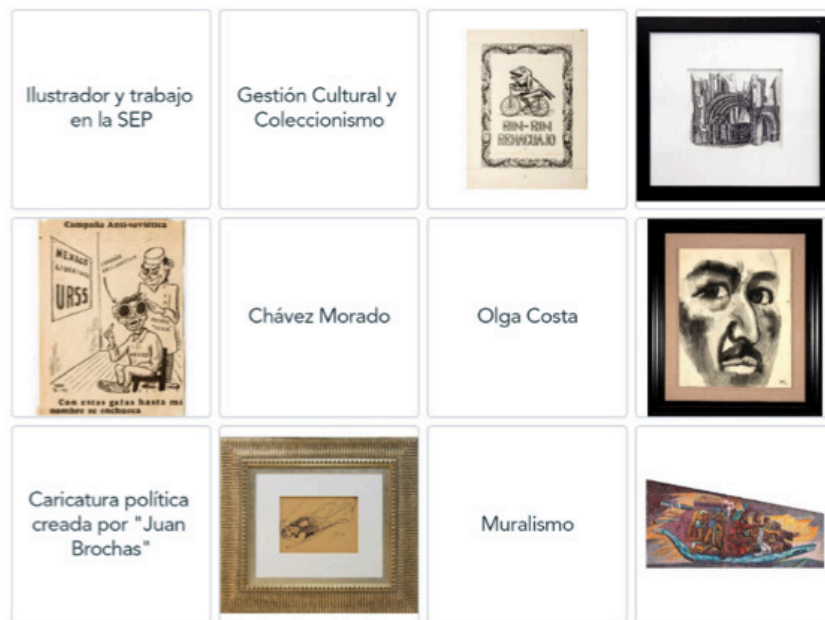 Ilustrador y trabajo
en la SEP
Gestión Cultural y
Coleccionismo
RIN-RIN
RENACUAJO
Campaña Anti-soviética
MEXICO
URSS
Con estas gafas hasta mi
nombre se enchueca
Chávez Morado
Olga Costa
Caricatura política
creada por "Juan
Brochas"
Muralismo